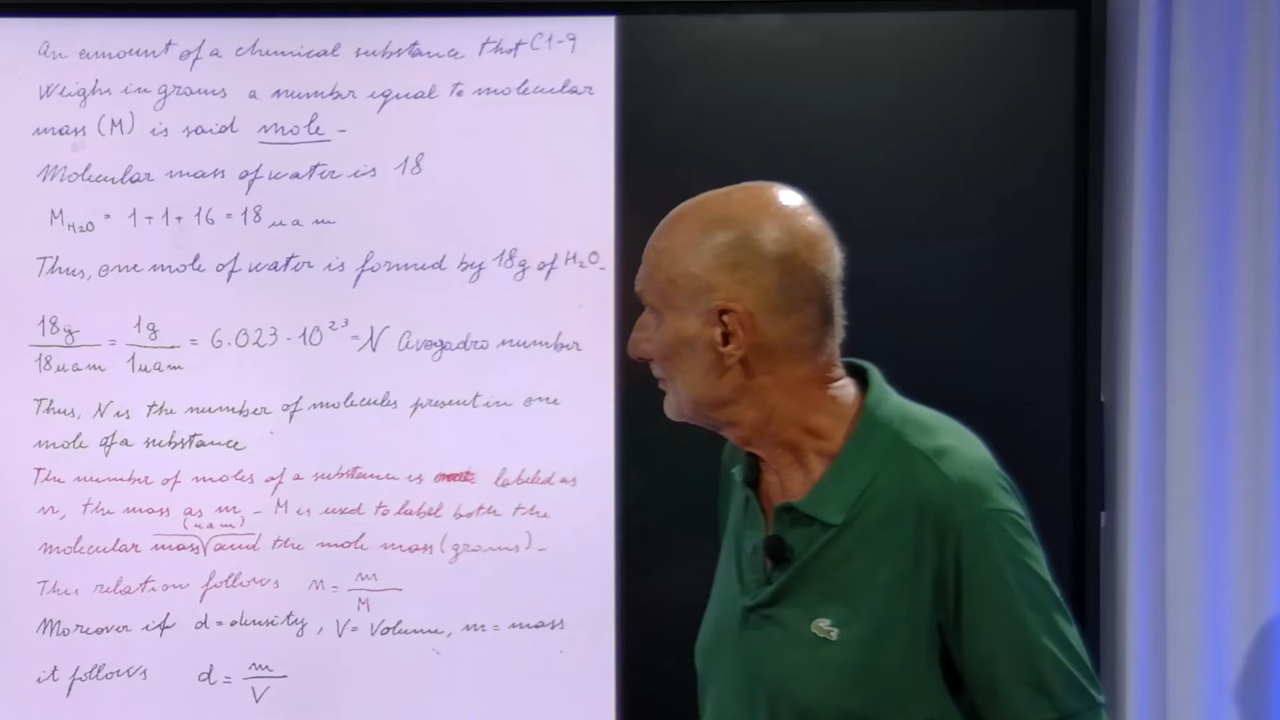 An amount of a chemical substance that C1-9
weighs in grams a number equal to molecular
mass (M) is said mole -
Molecular mass of water is 18
M H2O = 1 + 1 + 16 = 18 uam
Thus, one mole of water is formed by 18g of H2O.
18g/18uam = 1g/1uam = 6.023 · 10^23 = N Avogadro number
Thus, N is the number of molecules present in one
mole of a substance
The number of moles of a substance is labeled as
n, the mass as m - M is used to label both the
(uam)
molecular mass and the mole mass (grams) -
This relation follows n = m/M
Moreover if d = density, V = Volume, m = mass
it follows d = m/V